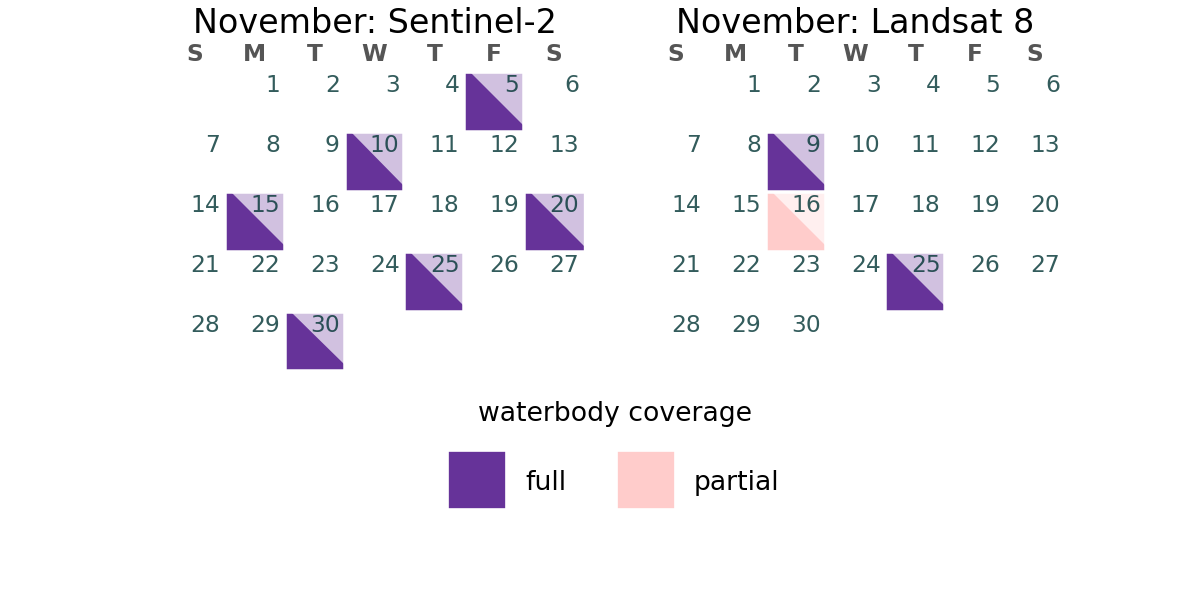 November: Sentinel-2
S M T W T F S
1 2 3 4 5 6
7 8 9 10 11 12 13
14 15 16 17 18 19 20
21 22 23 24 25 26 27
28 29 30
November: Landsat 8
S M T W T F S
1 2 3 4 5 6
7 8 9 10 11 12 13
14 15 16 17 18 19 20
21 22 23 24 25 26 27
28 29 30
waterbody coverage
full
partial